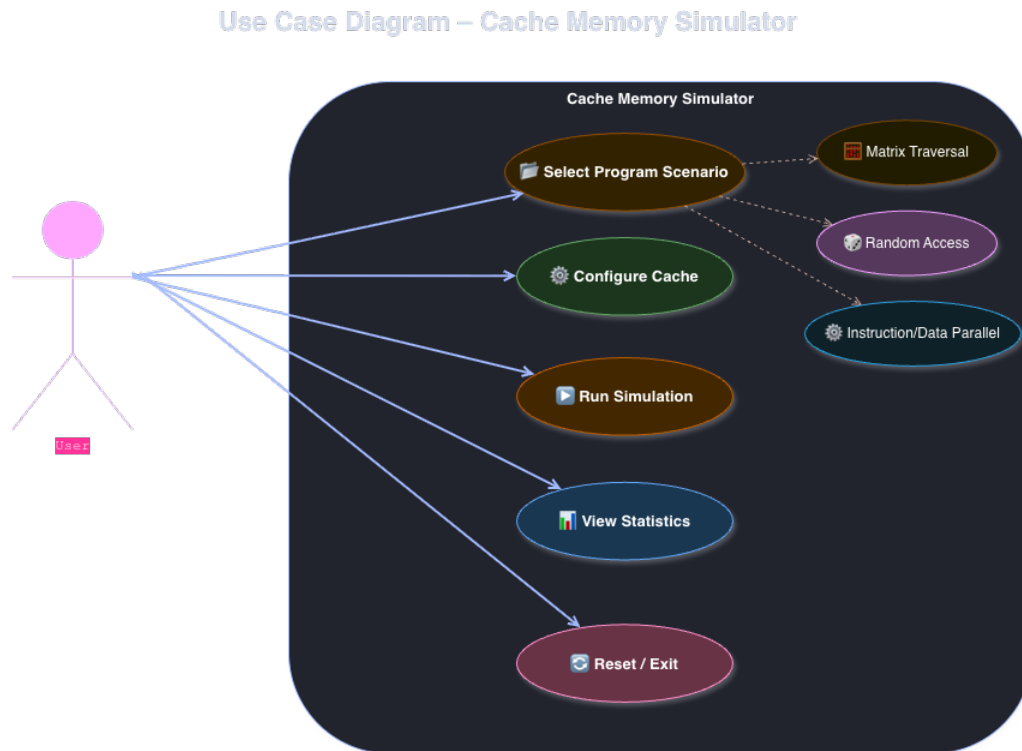 Use Case Diagram – Cache Memory Simulator
Cache Memory Simulator
Select Program Scenario
Matrix Traversal
Random Access
Configure Cache
Instruction/Data Parallel
Run Simulation
User
View Statistics
Reset / Exit